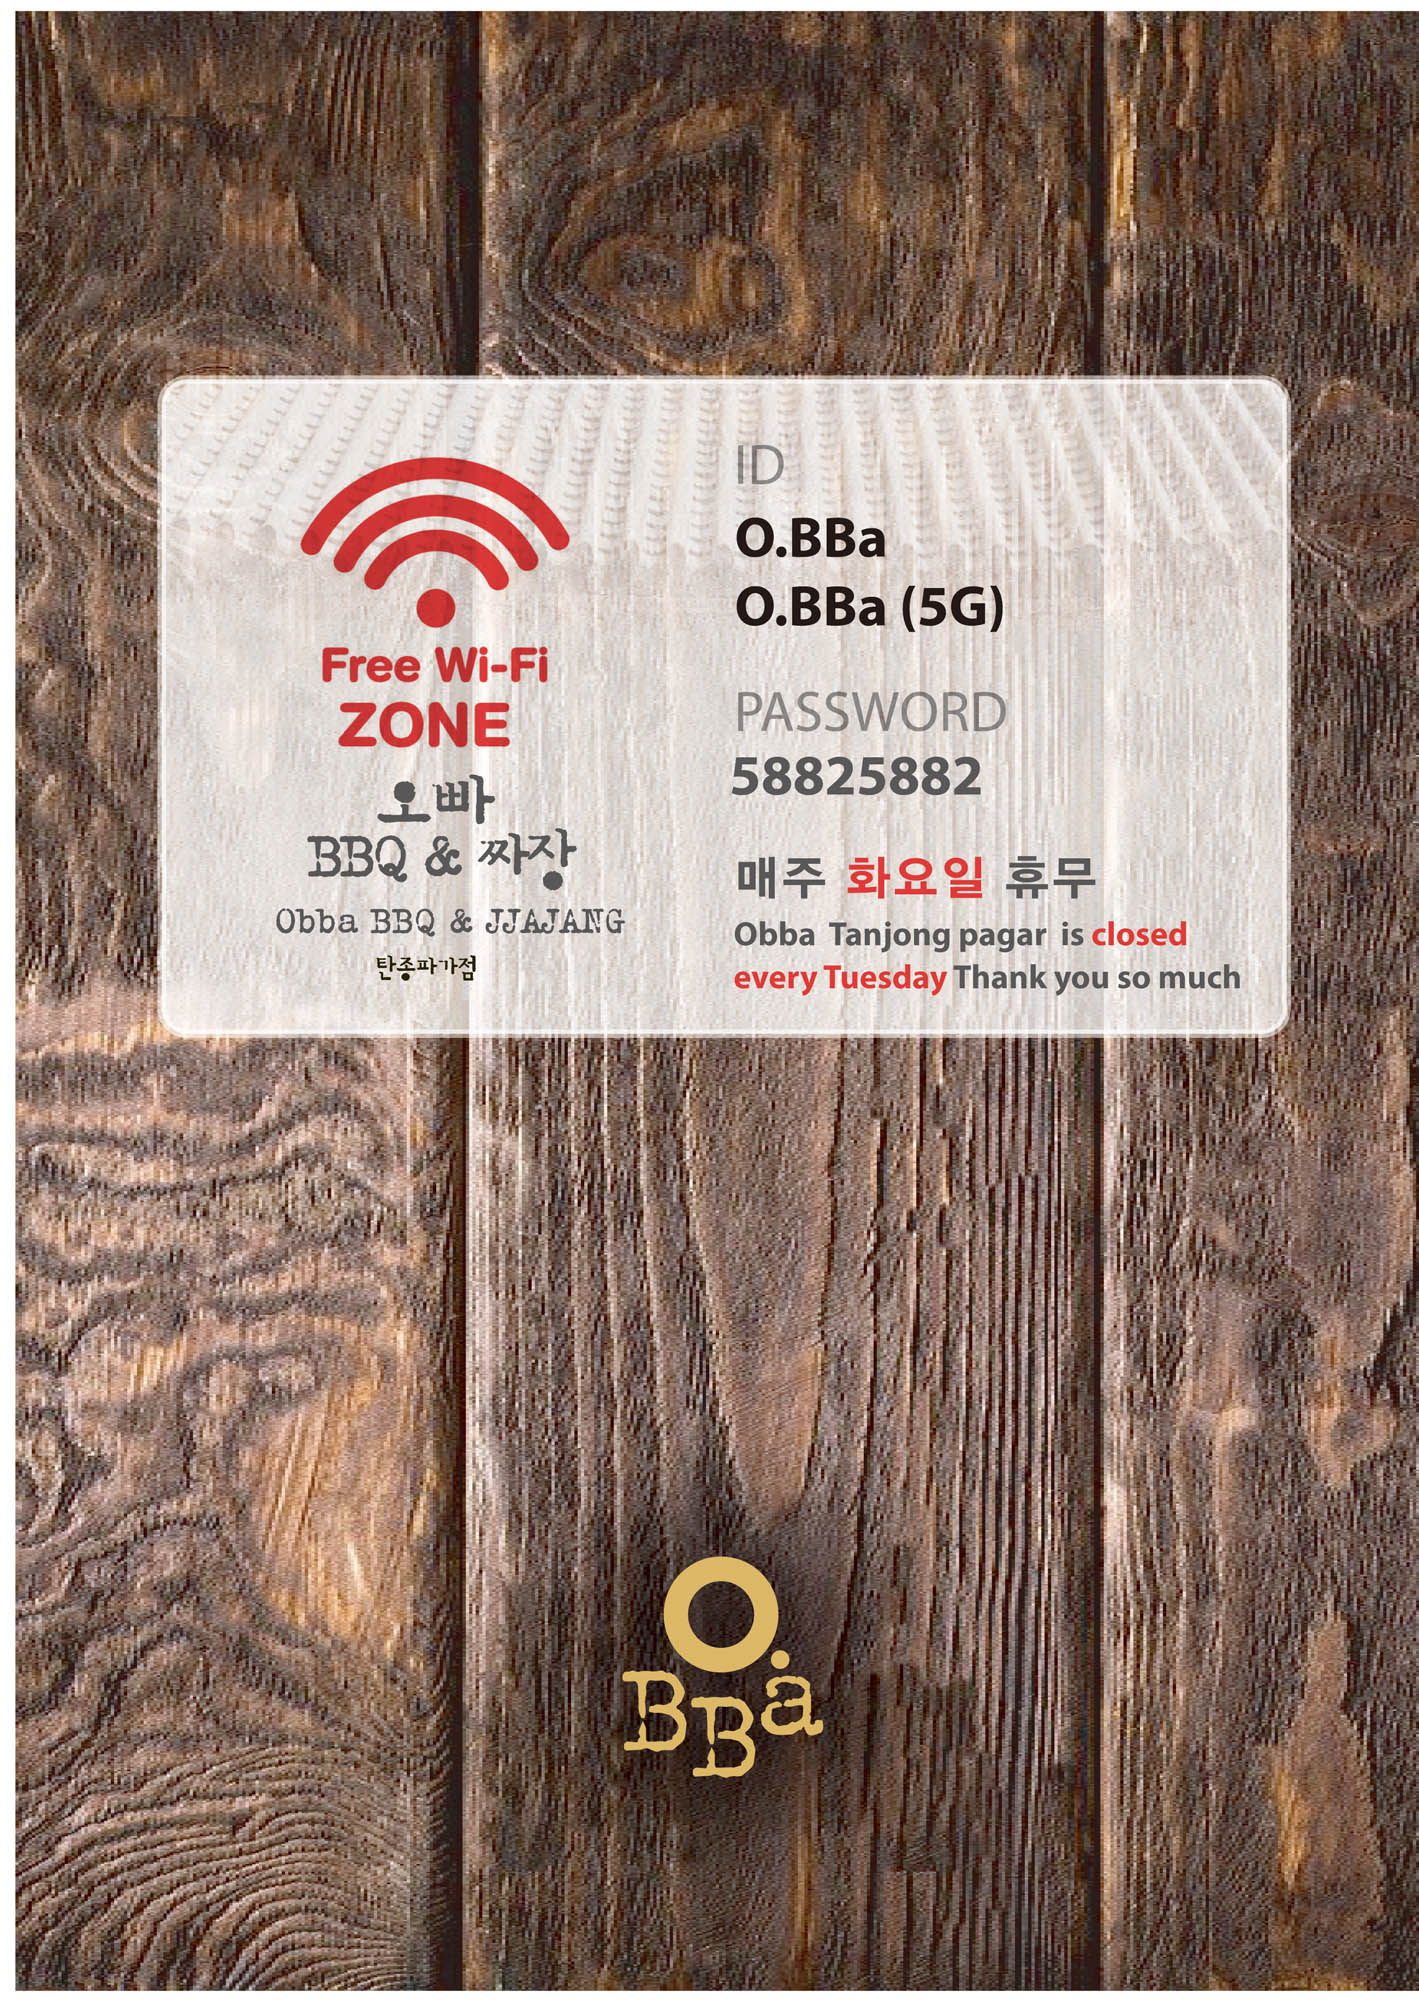 Free Wi-Fi
ZONE
오빠
BBQ & 짜장
Obba BBQ & JJAJANG
탄종파가점
ID
O.BBa
O.BBa (5G)
PASSWORD
58825882
매주 화요일 휴무
Obba Tanjong pagar is closed
every Tuesday Thank you so much
O.
BBa